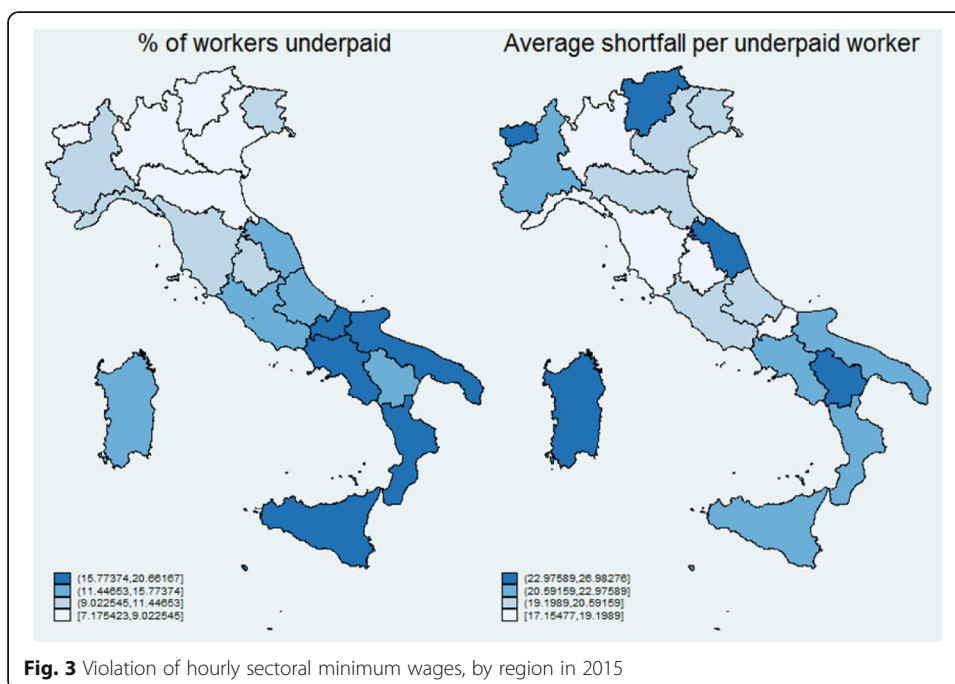 % of workers underpaid
Average shortfall per underpaid worker
(15.77374,20.66167]
(11.44653,15.77374]
(9.022545,11.44653]
[7.175423,9.022545]
(22.97589,26.98276]
(20.59159,22.97589]
(19.1989,20.59159]
[17.15477,19.1989]
Fig. 3 Violation of hourly sectoral minimum wages, by region in 2015